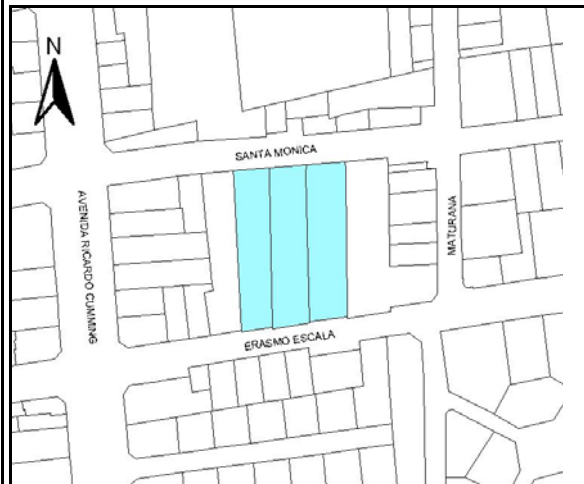 N
SANTA MONICA
AVENIDA RICARDO CUMMING
MATURANA
ERASMO ESCALA